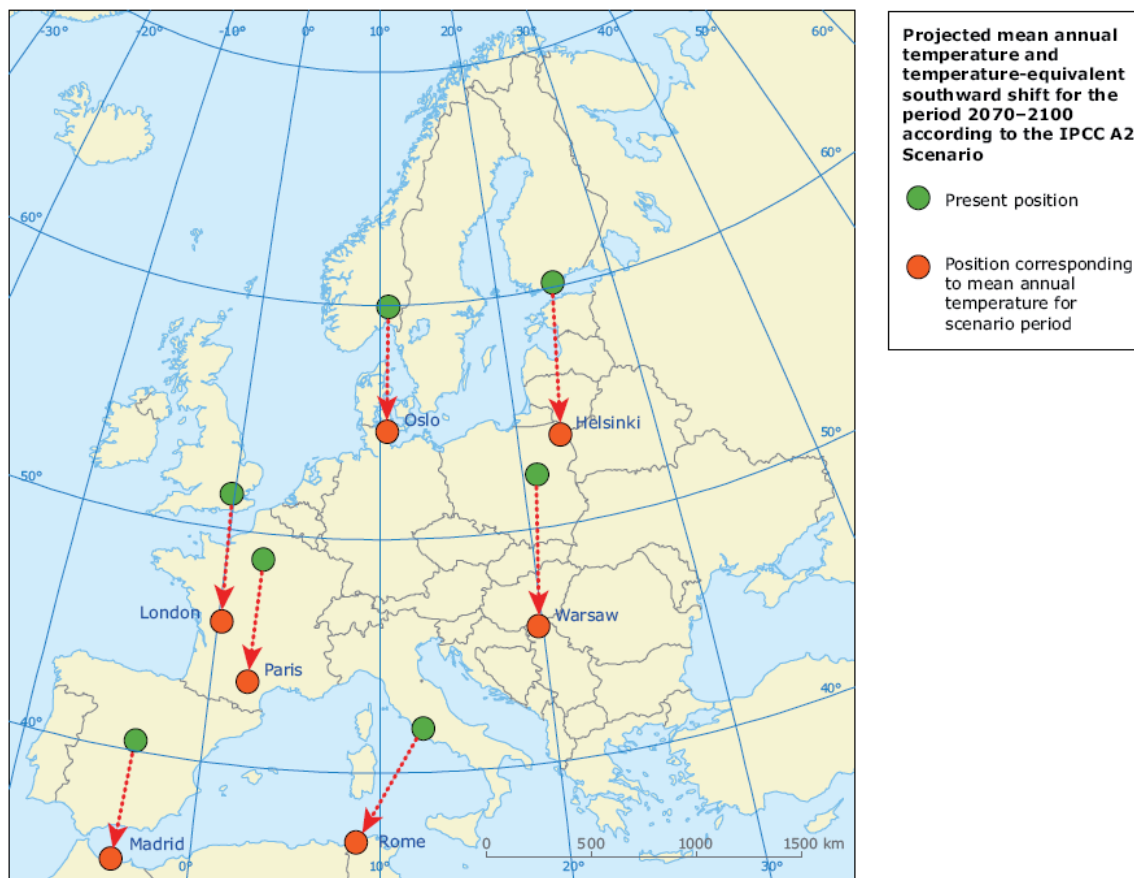 -30°
-20°
-10°
0°
10°
20°
30°
40°
50°
60°
60°
60°
50°
50°
40°
40°
Oslo
Helsinki
London
Paris
Warsaw
Madrid
Rome
0 500 1000 1500 km
0°
10°
20°
30°
Projected mean annual
temperature and
temperature-equivalent
southward shift for the
period 2070–2100
according to the IPCC A2
Scenario
Present position
Position corresponding
to mean annual
temperature for
scenario period